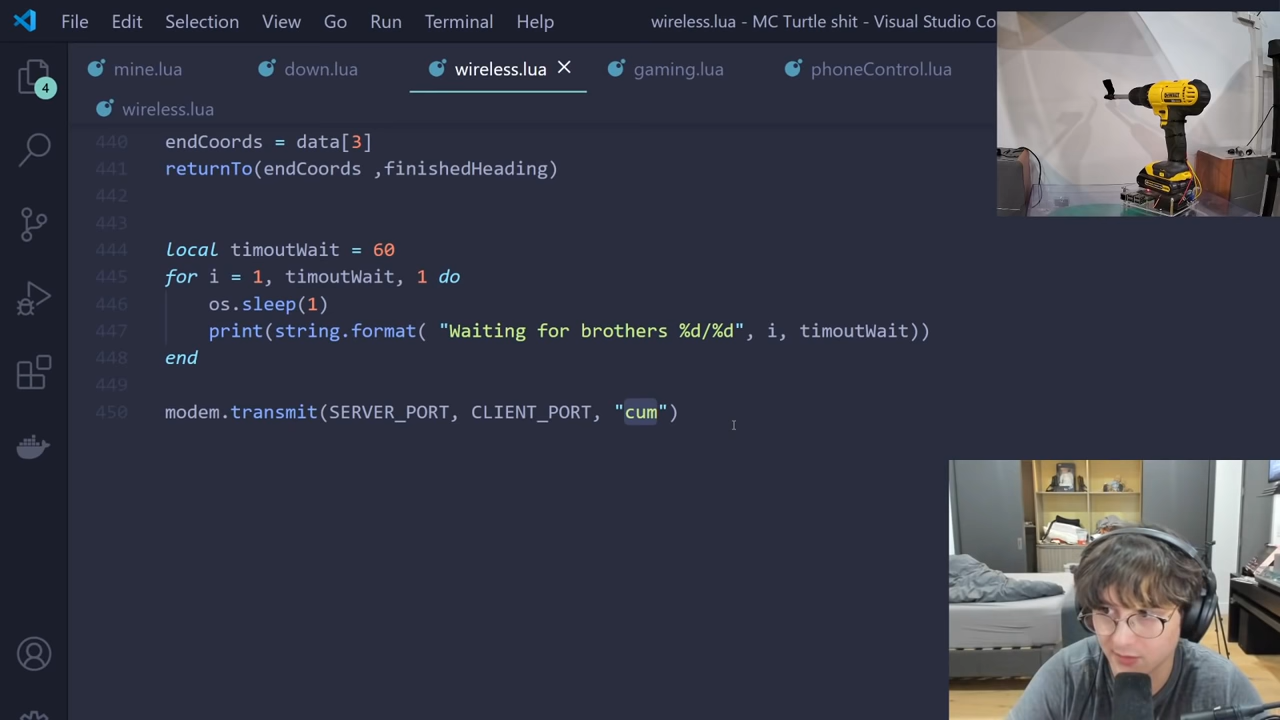 File Edit Selection View Go Run Terminal Help wireless.lua - MC Turtle shit - Visual Studio Co
mine.lua down.lua wireless.lua gaming.lua phoneControl.lua
4
wireless.lua
440 endCoords = data[3]
441 returnTo(endCoords ,finishedHeading)
442
443
444 local timoutWait = 60
445 for i = 1, timoutWait, 1 do
446 os.sleep(1)
447 print(string.format( "Waiting for brothers %d/%d", i, timoutWait))
448 end
449
450 modem.transmit(SERVER_PORT, CLIENT_PORT, "cum")
DEWALT